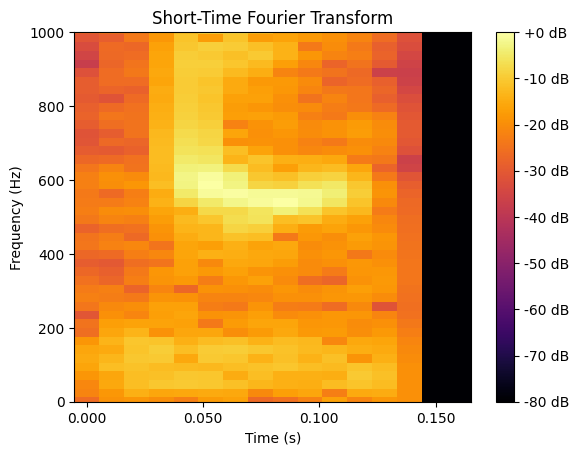 Short-Time Fourier Transform
1000
800
600
400
200
0
Frequency (Hz)
0.000
0.050
0.100
0.150
Time (s)
+0 dB
-10 dB
-20 dB
-30 dB
-40 dB
-50 dB
-60 dB
-70 dB
-80 dB